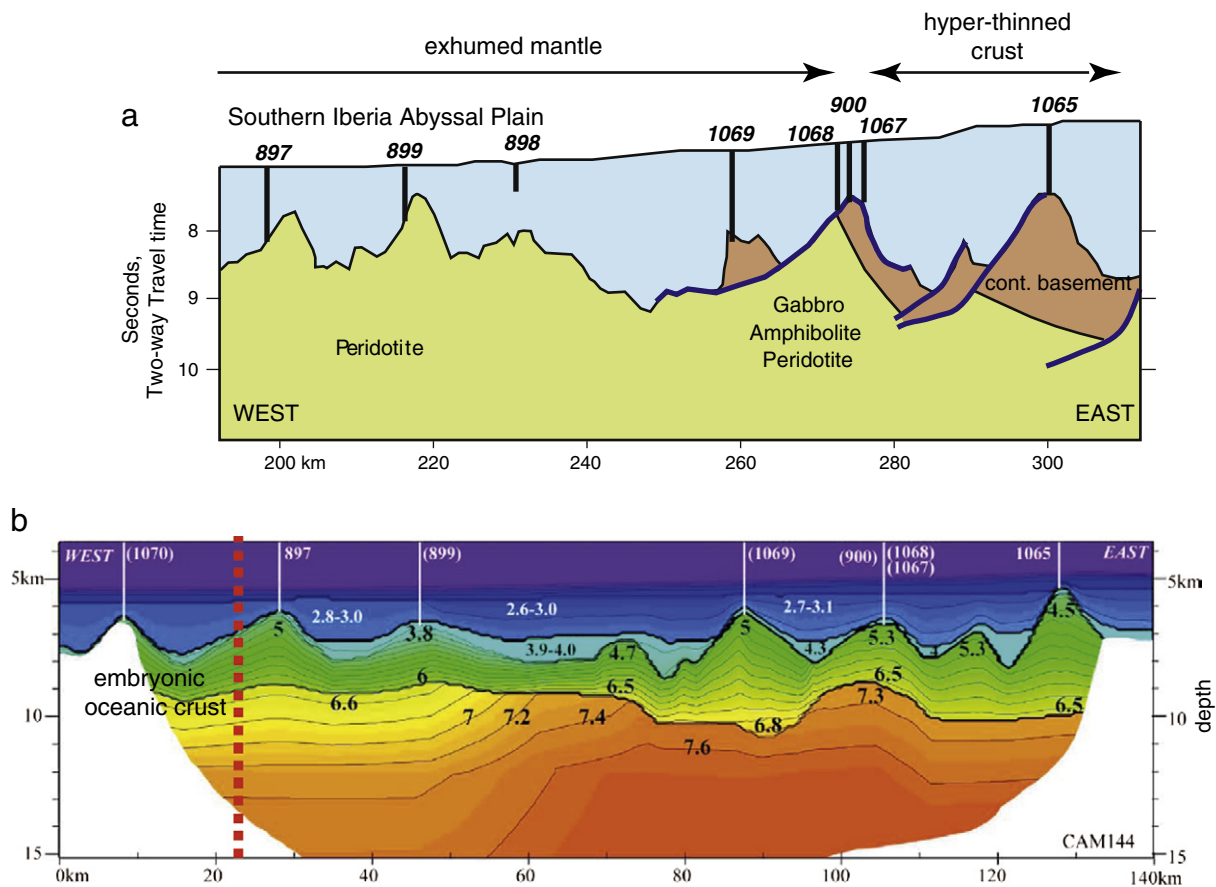 exhumed mantle
hyper-thinned
crust
a
Southern Iberia Abyssal Plain
897
899
898
1069
1068
900
1067
1065
8
9
10
Seconds,
Two-way Travel time
cont. basement
Gabbro
Amphibolite
Peridotite
Peridotite
WEST
EAST
200 km
220
240
260
280
300
b
WEST
(1070)
897
(899)
(1069)
(900)
(1068)
(1067)
1065
EAST
5km
5km
2.8-3.0
2.6-3.0
2.7-3.1
5
3.8
3.9-4.0
4.7
5
4.3
5.3
4
5.3
4.5
embryonic
oceanic crust
6
6.5
6.5
6.5
6.6
7
7.2
7.4
6.8
7.3
7.6
10
10
depth
15
15
CAM144
0km
20
40
60
80
100
120
140km